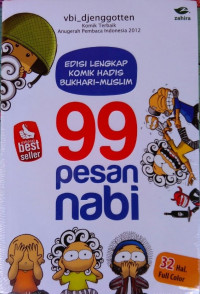 vbi_djenggotten
Komik Terbaik
Anugerah Pembaca Indonesia 2012
zahira
EDISI LENGKAP
KOMIK HADIS
BUKHARI-MUSLIM
best
seller
99
pesan
nabi
32 Hal.
Full Color